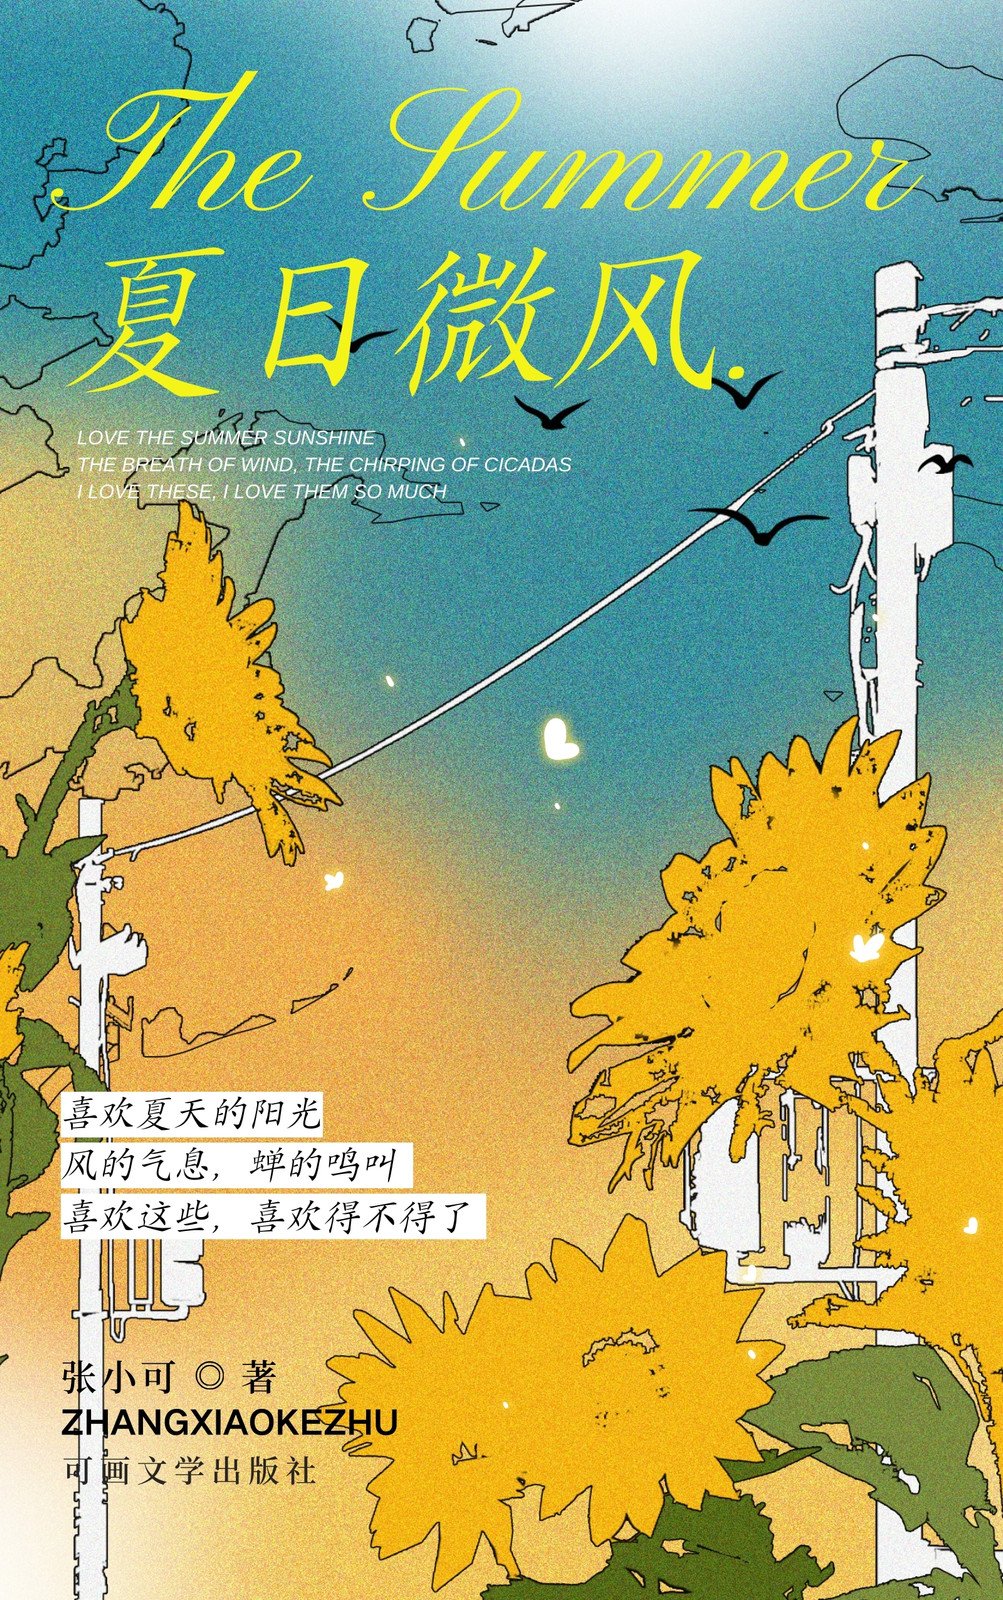 The Summer
夏日微风.
LOVE THE SUMMER SUNSHINE
THE BREATH OF WIND, THE CHIRPING OF CICADAS
I LOVE THESE, I LOVE THEM SO MUCH
喜欢夏天的阳光
风的气息，蝉的鸣叫
喜欢这些，喜欢得不得了
张小可 ◎ 著
ZHANGXIAOKEZHU
可画文学出版社